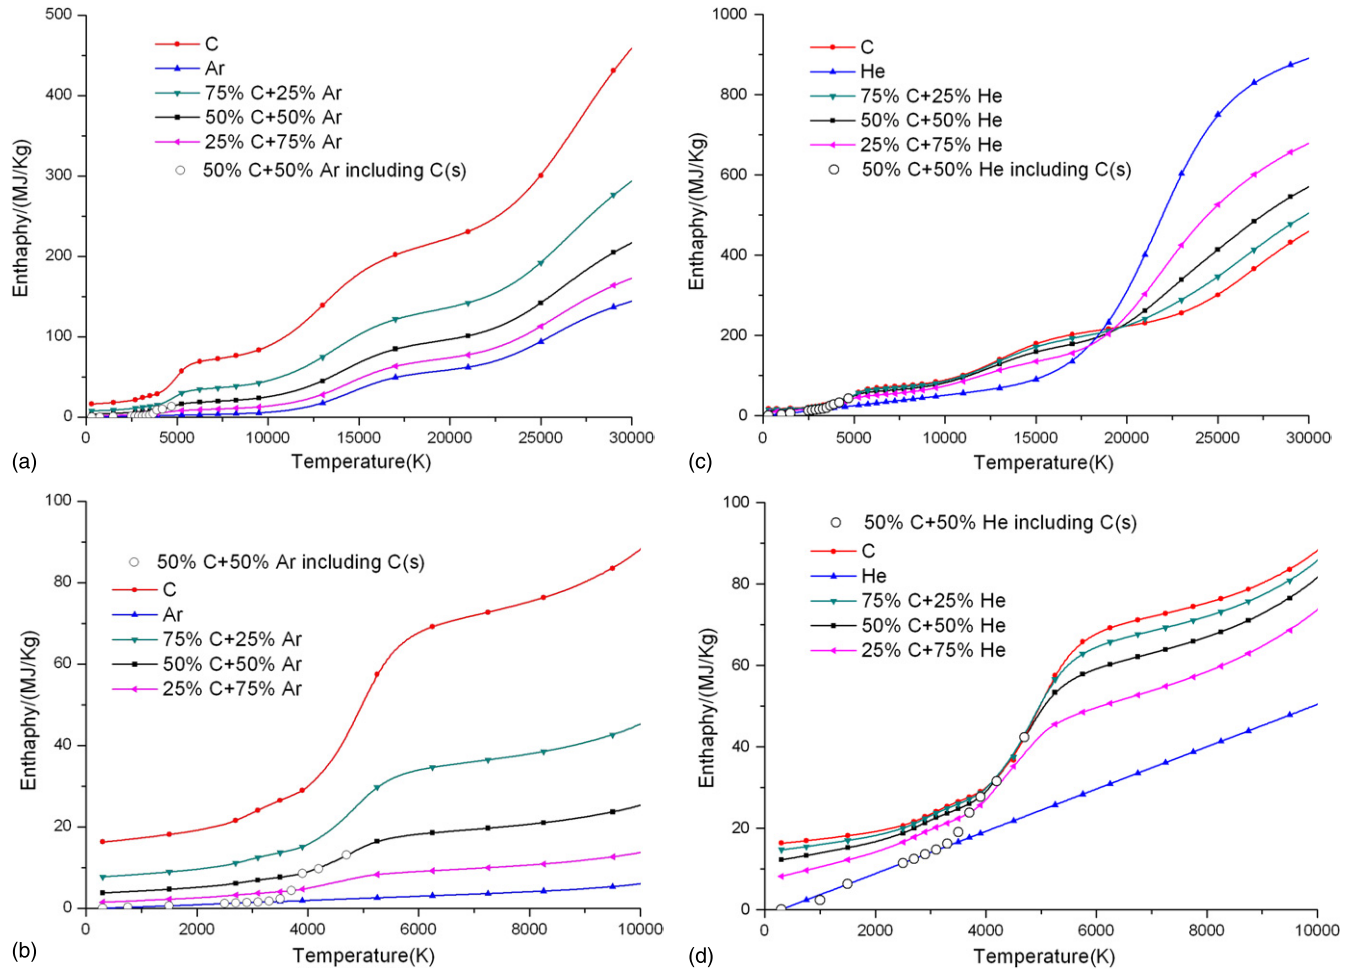 500
400
300
200
100
0
Enthaphy/(MJ/Kg)
C
Ar
75% C+25% Ar
50% C+50% Ar
25% C+75% Ar
50% C+50% Ar including C(s)
0 5000 10000 15000 20000 25000 30000
Temperature(K)
(a)
1000
800
600
400
200
0
Enthaphy/(MJ/Kg)
C
He
75% C+25% He
50% C+50% He
25% C+75% He
50% C+50% He including C(s)
0 5000 10000 15000 20000 25000 30000
Temperature(K)
(c)
100
80
60
40
20
0
Enthaphy/(MJ/Kg)
50% C+50% Ar including C(s)
C
Ar
75% C+25% Ar
50% C+50% Ar
25% C+75% Ar
0 2000 4000 6000 8000 10000
Temperature(K)
(b)
100
80
60
40
20
0
Enthaphy/(MJ/Kg)
50% C+50% He including C(s)
C
He
75% C+25% He
50% C+50% He
25% C+75% He
0 2000 4000 6000 8000 10000
Temperature(K)
(d)